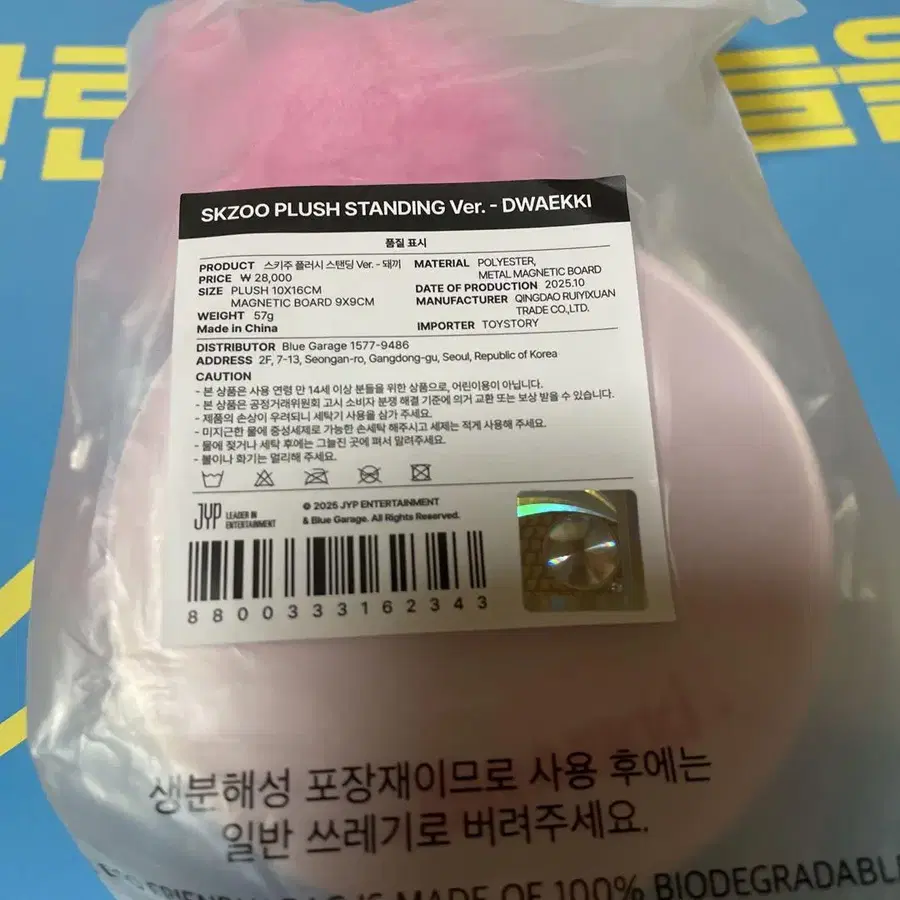 SKZOO PLUSH STANDING Ver. - DWAEKKI
품질 표시
PRODUCT 스키주 플러시 스탠딩 Ver. - 돼끼
PRICE ₩ 28,000
SIZE PLUSH 10X16CM
MAGNETIC BOARD 9X9CM
WEIGHT 57g
Made in China
MATERIAL POLYESTER,
METAL MAGNETIC BOARD
DATE OF PRODUCTION 2025.10
MANUFACTURER QINGDAO RUIYIXUAN
TRADE CO.,LTD.
IMPORTER TOYSTORY
DISTRIBUTOR Blue Garage 1577-9486
ADDRESS 2F, 7-13, Seongan-ro, Gangdong-gu, Seoul, Republic of Korea
CAUTION
- 본 상품은 사용 연령 만 14세 이상 분들을 위한 상품으로, 어린이용이 아닙니다.
- 본 상품은 공정거래위원회 고시 소비자 분쟁 해결 기준에 의거 교환 또는 보상 받을 수 있습니다.
- 제품의 손상이 우려되니 세탁기 사용을 삼가 주세요.
- 미지근한 물에 중성세제로 가능한 손세탁 해주시고 세제는 적게 사용해 주세요.
- 물에 젖거나 세탁 후에는 그늘진 곳에 펴서 말려주세요.
- 불이나 화기는 멀리해 주세요.
JYP LEADER IN
ENTERTAINMENT
© 2025 JYP ENTERTAINMENT
& Blue Garage. All Rights Reserved.
8800333162343
생분해성 포장재이므로 사용 후에는
일반 쓰레기로 버려주세요.
IS MADE OF 100% BIODEGRADABLE